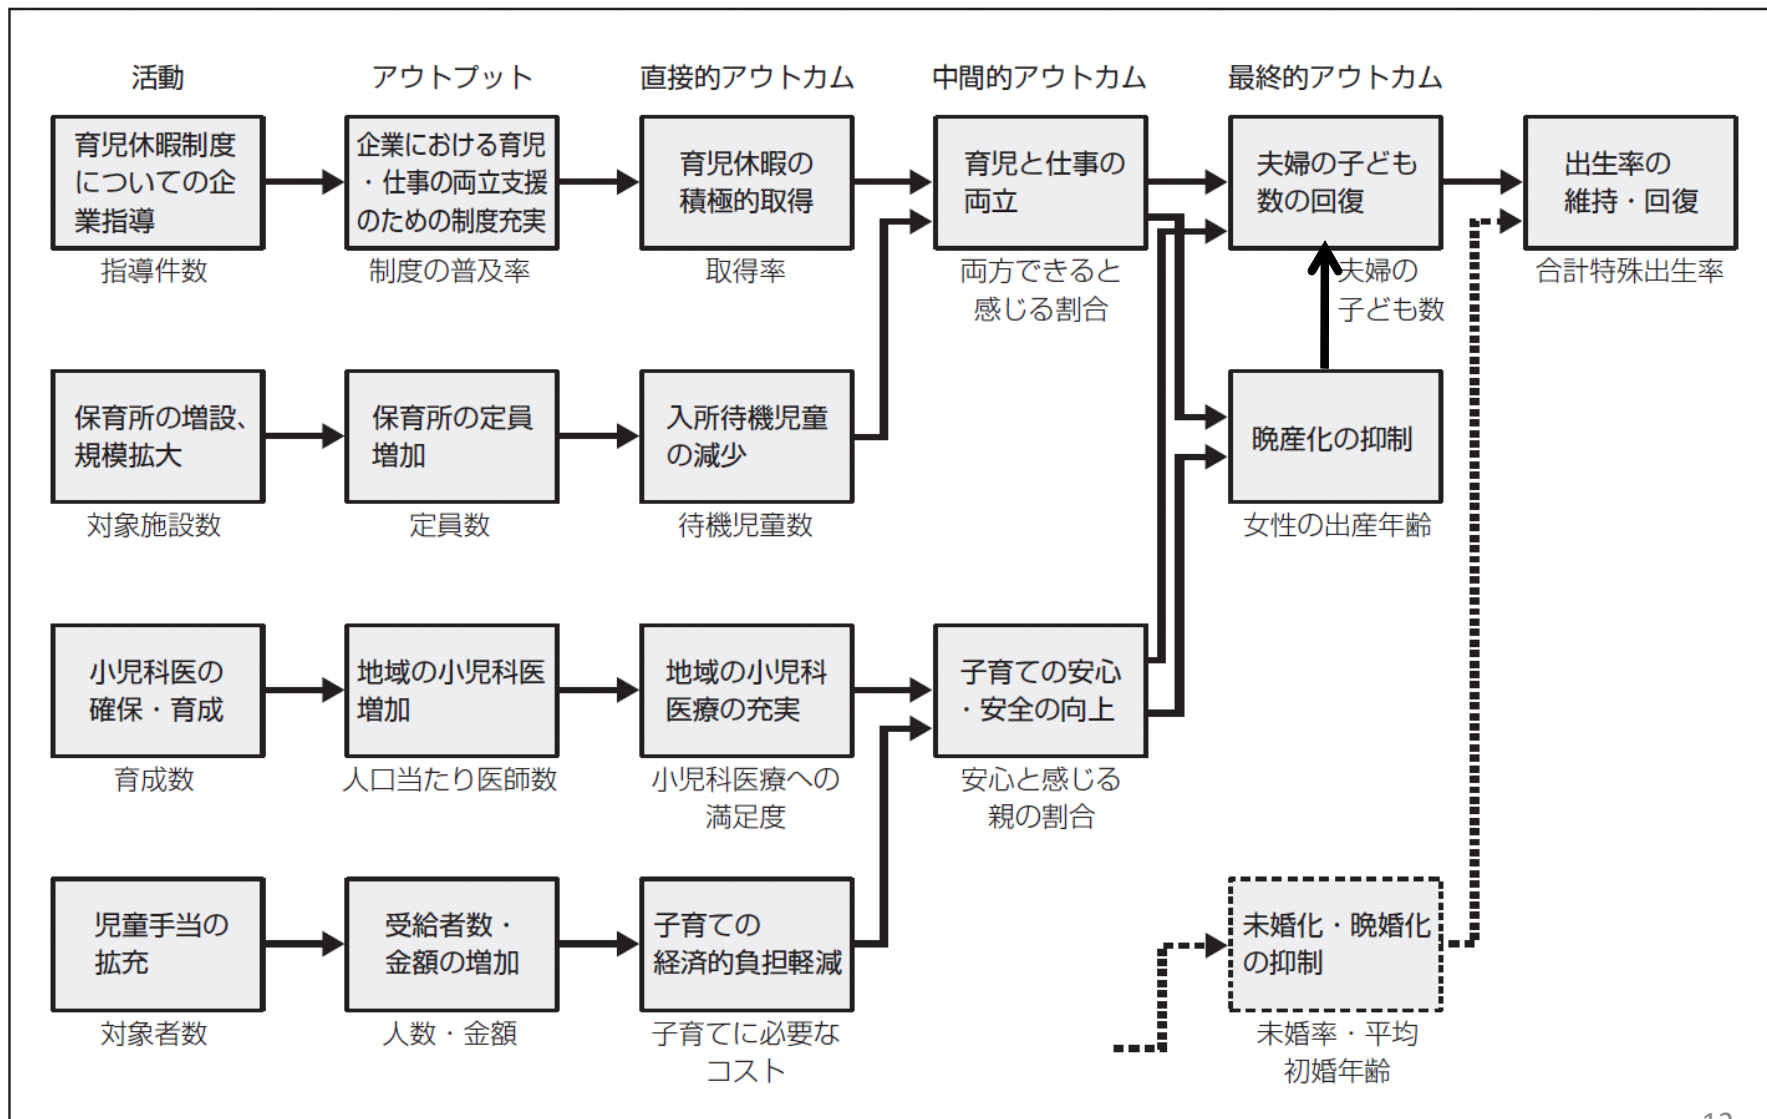 活動
アウトプット
直接的アウトカム
中間的アウトカム
最終的アウトカム
育児休暇制度
についての企
業指導
指導件数
企業における育児
・仕事の両立支援
のための制度充実
制度の普及率
育児休暇の
積極的取得
取得率
育児と仕事の
両立
両方できると
感じる割合
夫婦の子ども
数の回復
夫婦の
子ども数
出生率の
維持・回復
合計特殊出生率
保育所の増設、
規模拡大
対象施設数
保育所の定員
増加
定員数
入所待機児童
の減少
待機児童数
晩産化の抑制
女性の出産年齢
小児科医の
確保・育成
育成数
地域の小児科医
増加
人口当たり医師数
地域の小児科
医療の充実
小児科医療への
満足度
子育ての安心
・安全の向上
安心と感じる
親の割合
児童手当の
拡充
対象者数
受給者数・
金額の増加
人数・金額
子育ての
経済的負担軽減
子育てに必要な
コスト
未婚化・晩婚化
の抑制
未婚率・平均
初婚年齢